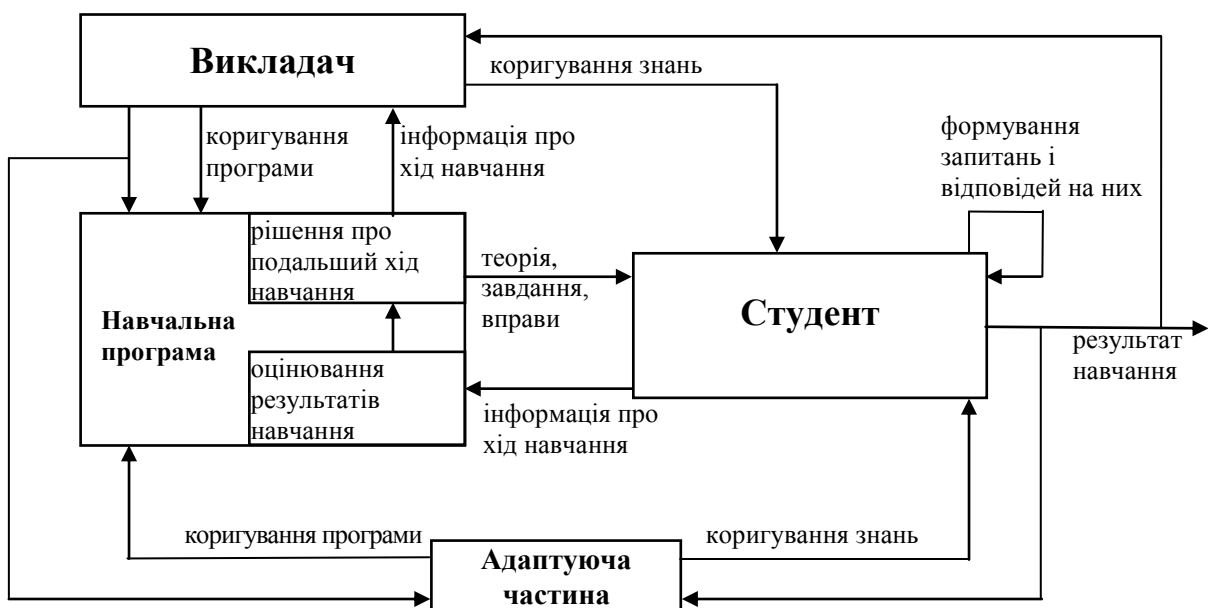 Викладач
коригування знань
коригування
програми
інформація про
хід навчання
формування
запитань і
відповідей на них
рішення про
подальший хід
навчання
теорія,
завдання,
вправи
Навчальна
програма
Студент
результат
навчання
оцінювання
результатів
навчання
інформація про
хід навчання
коригування програми
коригування знань
Адаптуюча
частина